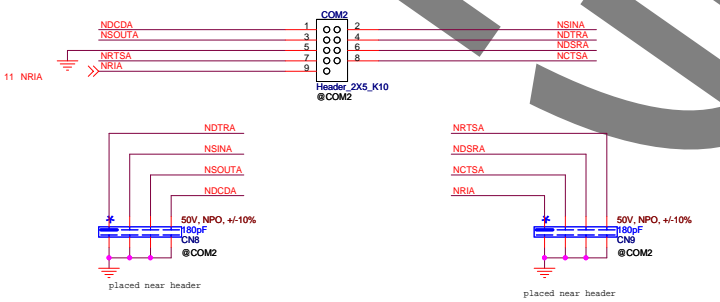 COM2
NDCDA 1 2 NSINA
NSOUTA 3 4 NDTRA
5 6 NDSRA
NRTSA 7 8 NCTSA
11 NRIA NRIA 9
Header_2X5_K10
@COM2
NDTRA
NSINA
NSOUTA
NDCDA
*
50V, NPO, +/-10%
180pF
CN8
@COM2
placed near header
NRTSA
NDSRA
NCTSA
NRIA
*
50V, NPO, +/-10%
180pF
CN9
@COM2
placed near header